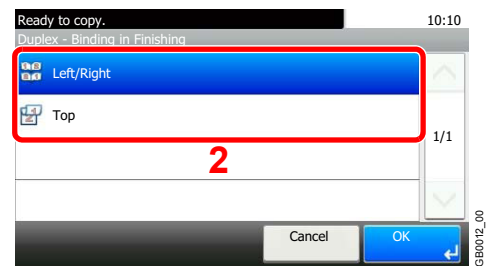 Ready to copy. 10:10
Duplex - Binding in Finishing
Left/Right
Top
1/1
2
Cancel OK
GB0012_00